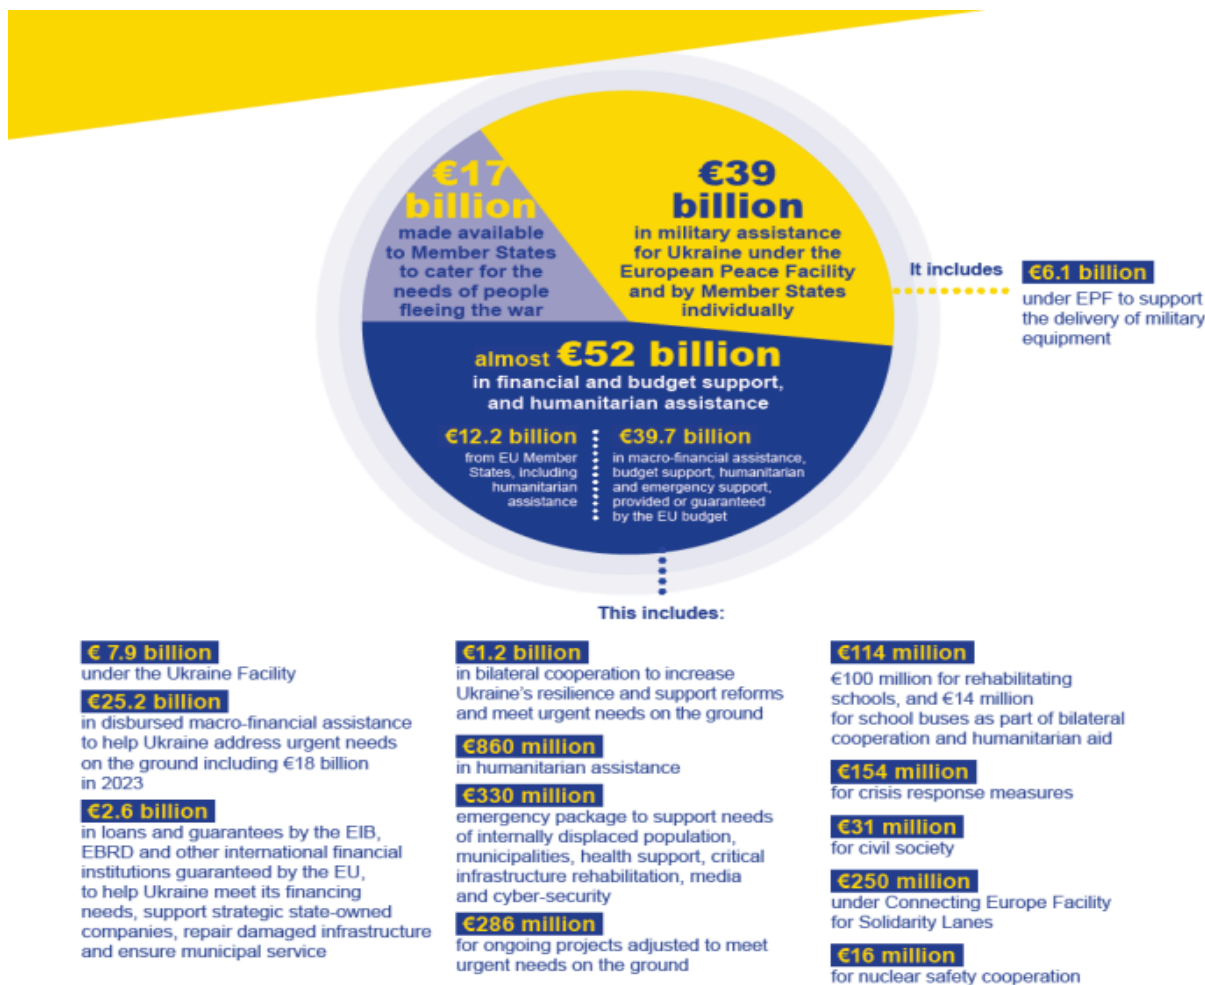 €17
billion
made available
to Member States
to cater for the
needs of people
fleeing the war
€39
billion
in military assistance
for Ukraine under the
European Peace Facility
and by Member States
individually
It includes
€6.1 billion
under EPF to support
the delivery of military
equipment
almost €52 billion
in financial and budget support,
and humanitarian assistance
€12.2 billion
from EU Member
States, including
humanitarian
assistance
€39.7 billion
in macro-financial assistance,
budget support, humanitarian
and emergency support,
provided or guaranteed
by the EU budget
This includes:
€ 7.9 billion
under the Ukraine Facility
€25.2 billion
in disbursed macro-financial assistance
to help Ukraine address urgent needs
on the ground including €18 billion
in 2023
€2.6 billion
in loans and guarantees by the EIB,
EBRD and other international financial
institutions guaranteed by the EU,
to help Ukraine meet its financing
needs, support strategic state-owned
companies, repair damaged infrastructure
and ensure municipal service
€1.2 billion
in bilateral cooperation to increase
Ukraine's resilience and support reforms
and meet urgent needs on the ground
€860 million
in humanitarian assistance
€330 million
emergency package to support needs
of internally displaced population,
municipalities, health support, critical
infrastructure rehabilitation, media
and cyber-security
€286 million
for ongoing projects adjusted to meet
urgent needs on the ground
€114 million
€100 million for rehabilitating
schools, and €14 million
for school buses as part of bilateral
cooperation and humanitarian aid
€154 million
for crisis response measures
€31 million
for civil society
€250 million
under Connecting Europe Facility
for Solidarity Lanes
€16 million
for nuclear safety cooperation